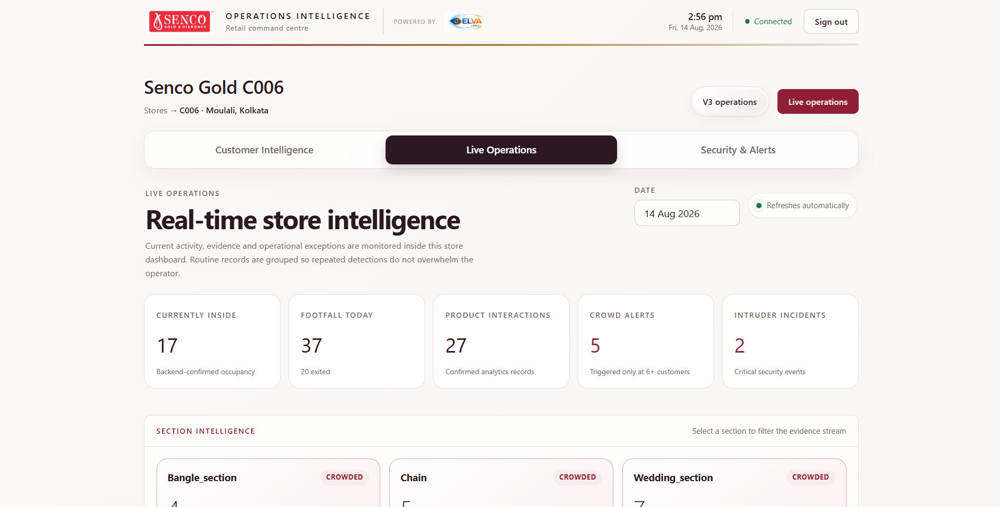 SENCO
GOLD & DIAMONDS
OPERATIONS INTELLIGENCE
Retail command centre
POWERED BY
ELVA
2:56 pm
Fri, 14 Aug, 2026
Connected
Sign out
Senco Gold C006
Stores → C006 · Moulali, Kolkata
V3 operations
Live operations
Customer Intelligence
Live Operations
Security & Alerts
LIVE OPERATIONS
Real-time store intelligence
Current activity, evidence and operational exceptions are monitored inside this store
dashboard. Routine records are grouped so repeated detections do not overwhelm the
operator.
DATE
14 Aug 2026
Refreshes automatically
CURRENTLY INSIDE
17
Backend-confirmed occupancy
FOOTFALL TODAY
37
20 exited
PRODUCT INTERACTIONS
27
Confirmed analytics records
CROWD ALERTS
5
Triggered only at 6+ customers
INTRUDER INCIDENTS
2
Critical security events
SECTION INTELLIGENCE
Select a section to filter the evidence stream
Bangle_section
CROWDED
Chain
CROWDED
Wedding_section
CROWDED